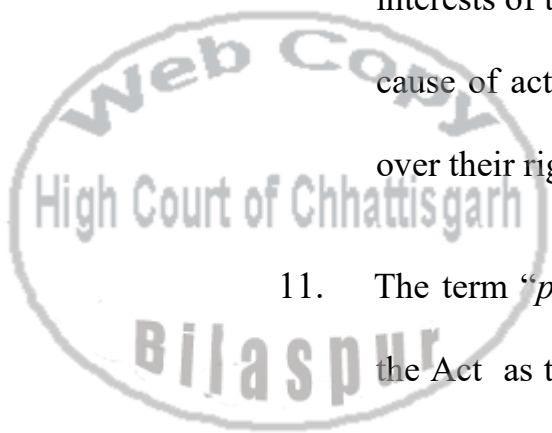 interests of t
cause of act
over their rig
11. The term “p
the Act as t
Web Copy
High Court of Chhattisgarh
Bilaspur